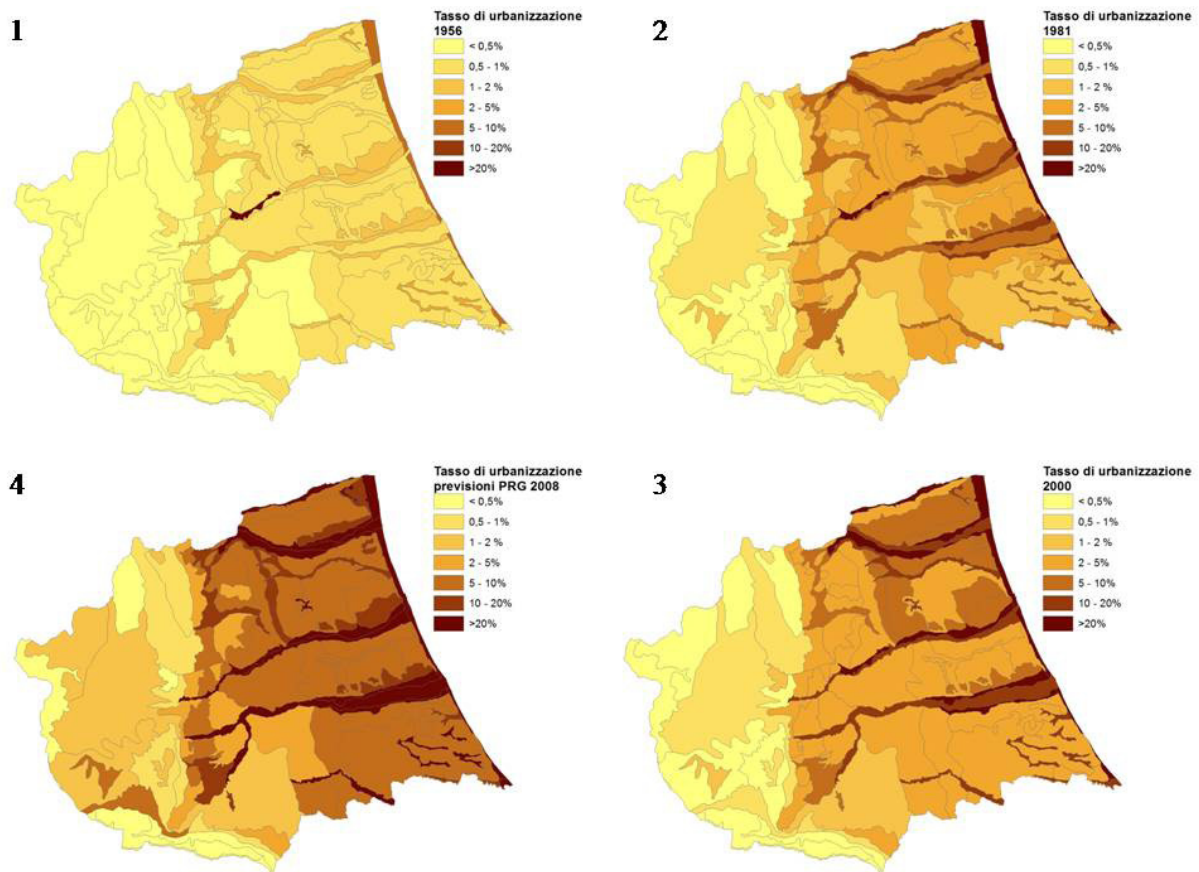 1
Tasso di urbanizzazione
1956
< 0,5%
0,5 - 1%
1 - 2 %
2 - 5%
5 - 10%
10 - 20%
>20%
2
Tasso di urbanizzazione
1981
< 0,5%
0,5 - 1%
1 - 2 %
2 - 5%
5 - 10%
10 - 20%
>20%
4
Tasso di urbanizzazione
previsioni PRG 2008
< 0,5%
0,5 - 1%
1 - 2 %
2 - 5%
5 - 10%
10 - 20%
>20%
3
Tasso di urbanizzazione
2000
< 0,5%
0,5 - 1%
1 - 2 %
2 - 5%
5 - 10%
10 - 20%
>20%